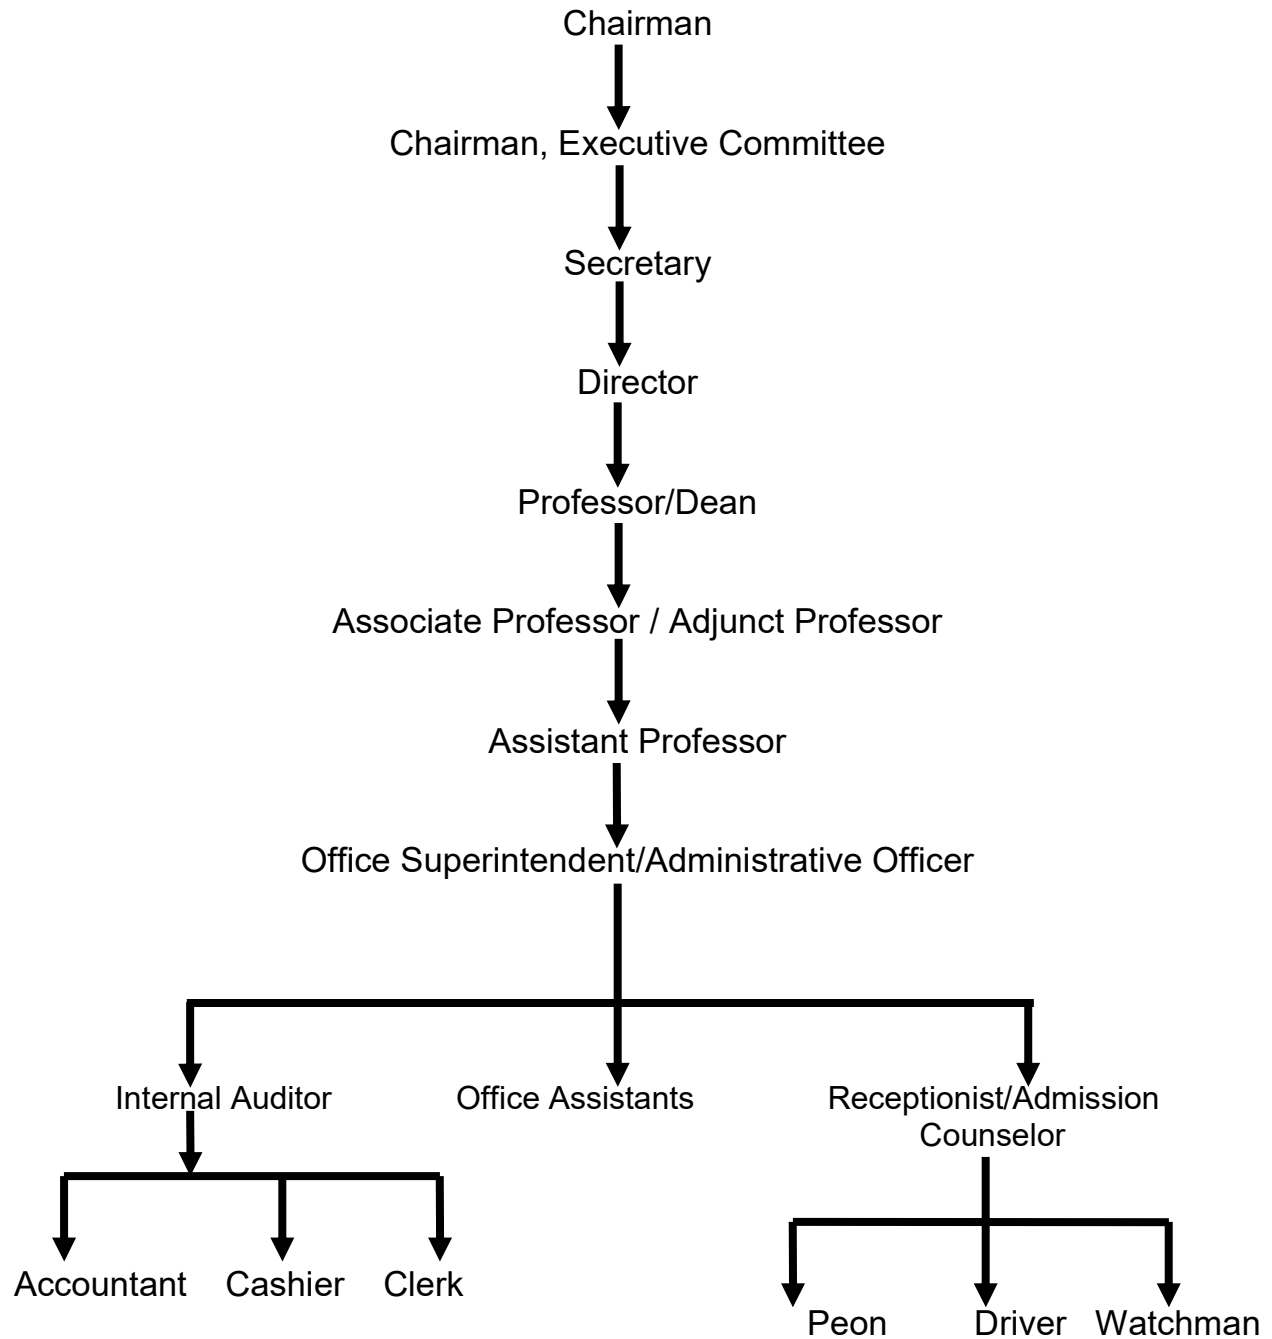 Chairman
Chairman, Executive Committee
Secretary
Director
Professor/Dean
Associate Professor / Adjunct Professor
Assistant Professor
Office Superintendent/Administrative Officer
Internal Auditor
Office Assistants
Receptionist/Admission
Counselor
Accountant
Cashier
Clerk
Peon
Driver
Watchman